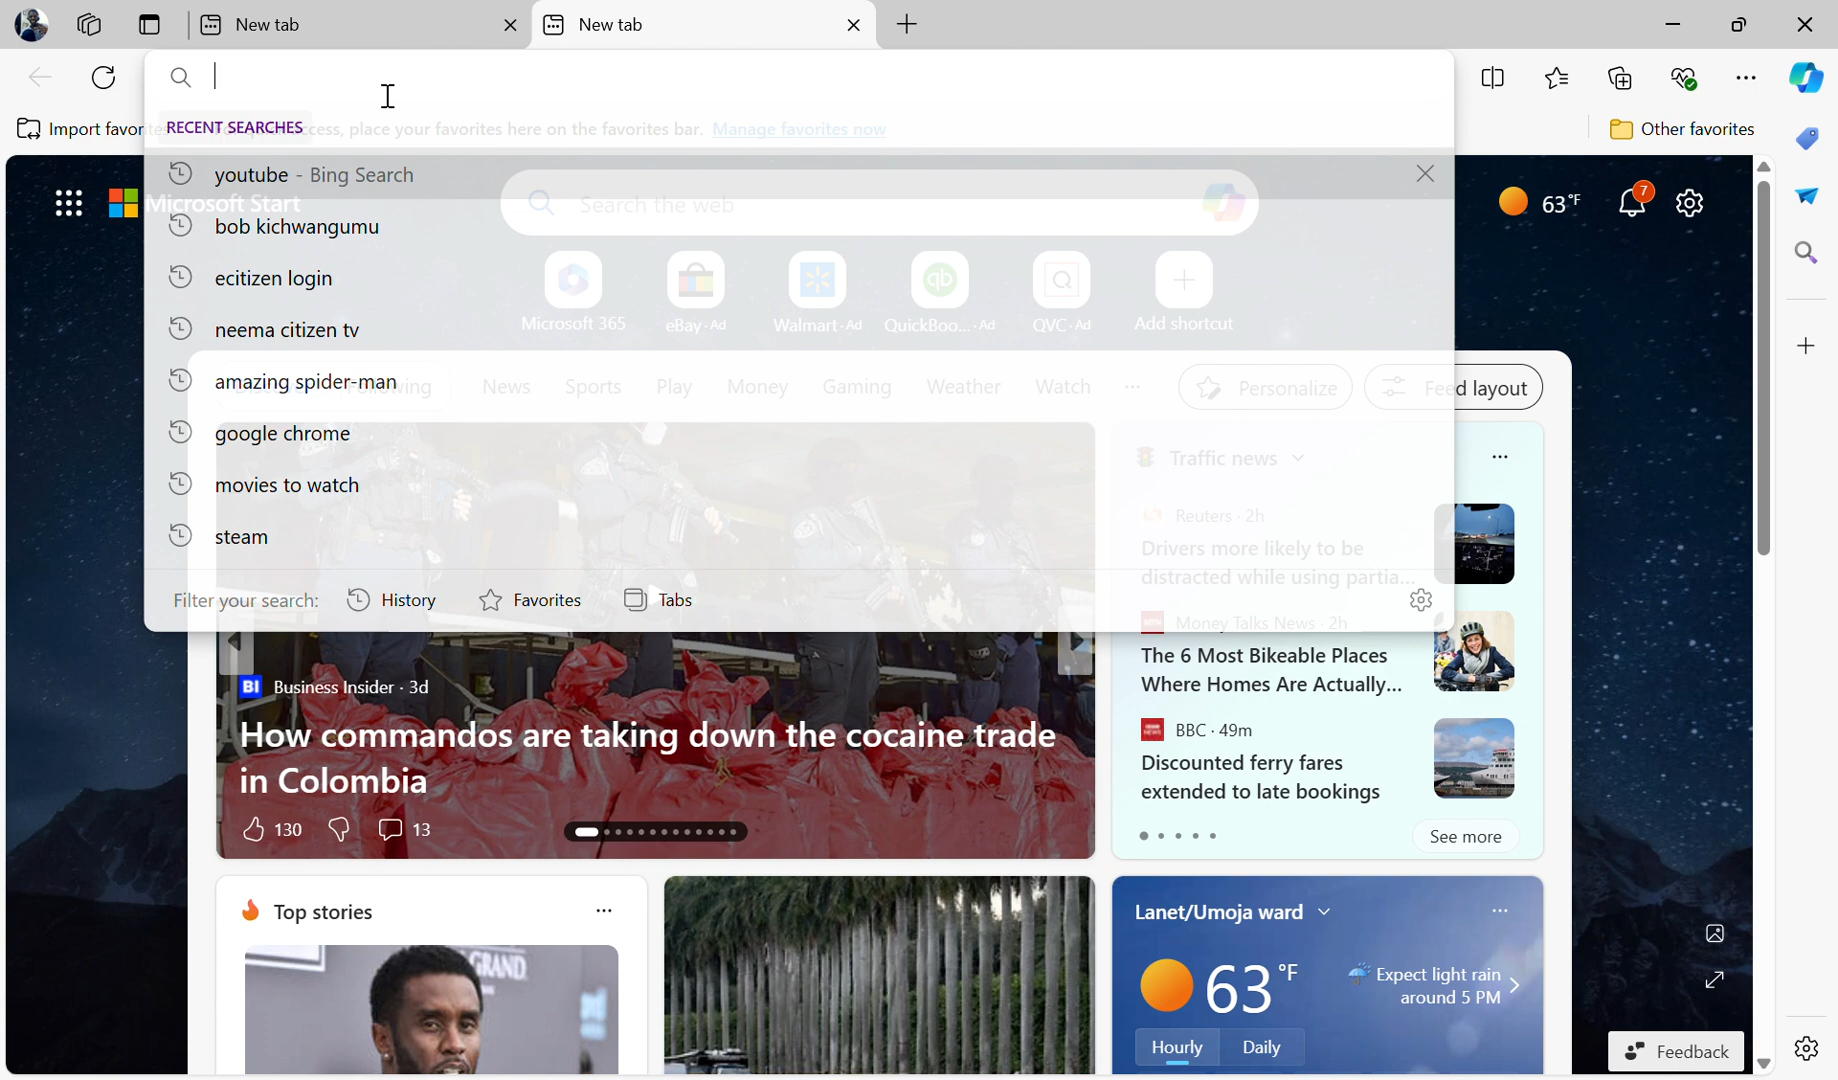 New tab
New tab
Import favorites
RECENT SEARCHES
place your favorites here on the favorites bar. Manage favorites now
Other favorites
youtube - Bing Search
Microsoft Start
Search the web
63°F
7
bob kichwangumu
ecitizen login
neema citizen tv
Microsoft 365
eBay · Ad
Walmart · Ad
QuickBoo... · Ad
QVC · Ad
Add shortcut
amazing spider-man
Following
News
Sports
Play
Money
Gaming
Weather
Watch
Personalize
Feed layout
google chrome
movies to watch
steam
Filter your search:
History
Favorites
Tabs
Business Insider · 3d
How commandos are taking down the cocaine trade
in Colombia
130
13
Traffic news
Reuters · 2h
Drivers more likely to be
distracted while using partia...
Money Talks News · 2h
The 6 Most Bikeable Places
Where Homes Are Actually...
BBC · 49m
Discounted ferry fares
extended to late bookings
See more
Top stories
GRAND
Lanet/Umoja ward
63°F
Expect light rain
around 5 PM
Hourly
Daily
Feedback